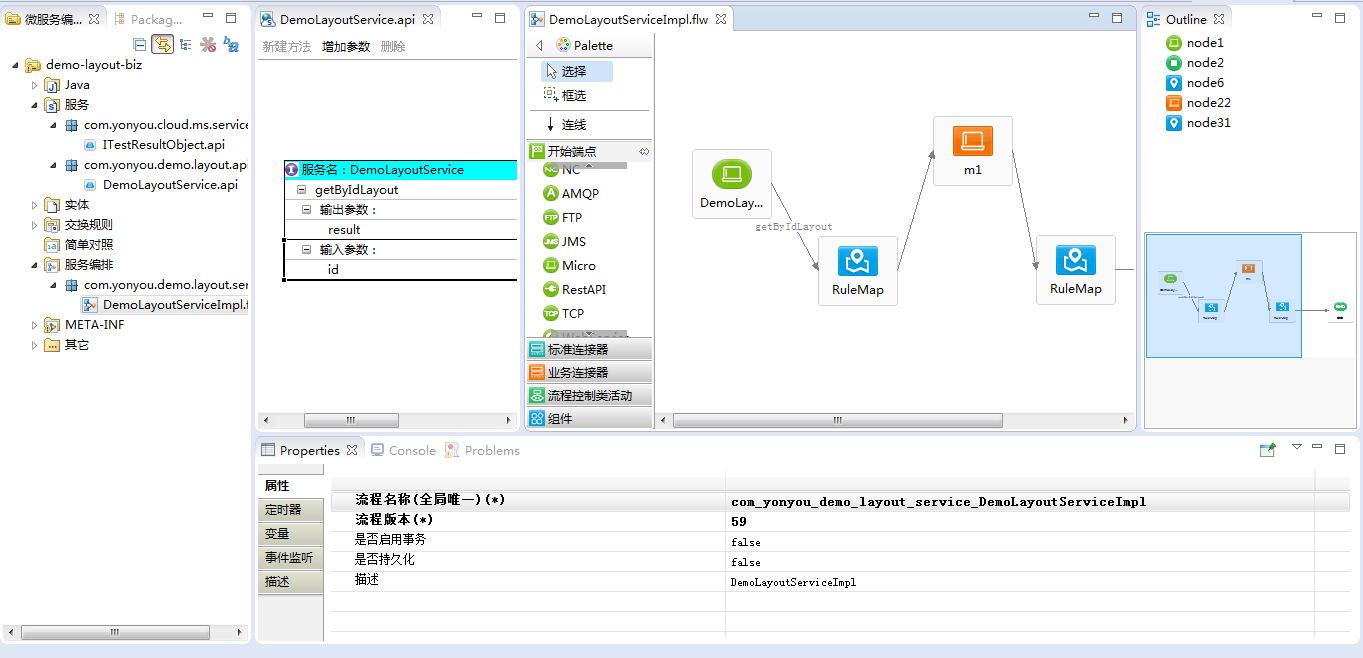 微服务编...
Packag...
demo-layout-biz
Java
服务
com.yonyou.cloud.ms.service
ITestResultObject.api
com.yonyou.demo.layout.api
DemoLayoutService.api
实体
交换规则
简单对照
服务编排
com.yonyou.demo.layout.ser
DemoLayoutServiceImpl.f
META-INF
其它
DemoLayoutService.api
新建方法 增加参数 删除
服务名：DemoLayoutService
getByIdLayout
输出参数：
result
输入参数：
id
DemoLayoutServiceImpl.flw
Palette
选择
框选
连线
开始端点
NC
AMQP
FTP
JMS
Micro
RestAPI
TCP
标准连接器
业务连接器
流程控制类活动
组件
DemoLay...
getByIdLayout
RuleMap
m1
RuleMap
Outline
node1
node2
node6
node22
node31
Properties
Console
Problems
属性
定时器
变量
事件监听
描述
流程名称(全局唯一)(*) com_yonyou_demo_layout_service_DemoLayoutServiceImpl
流程版本(*) 59
是否启用事务 false
是否持久化 false
描述 DemoLayoutServiceImpl